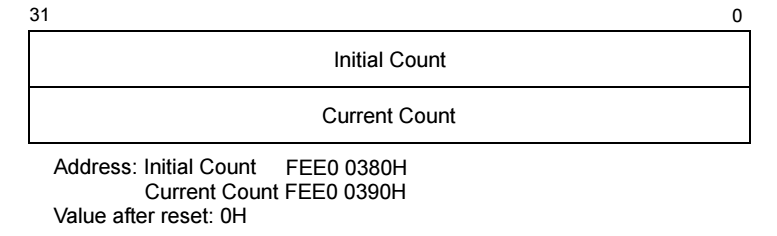 31 0
Initial Count
Current Count
Address: Initial Count FEE0 0380H
Current Count FEE0 0390H
Value after reset: 0H